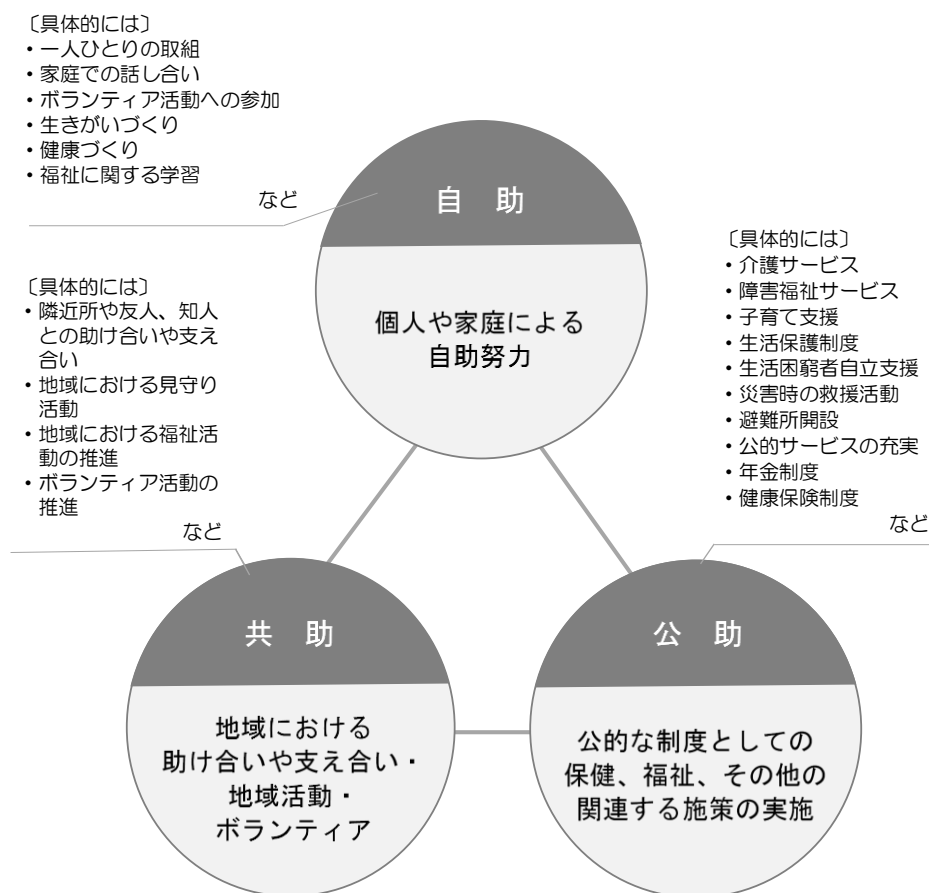 〔具体的には〕
・一人ひとりの取組
・家庭での話し合い
・ボランティア活動への参加
・生きがいづくり
・健康づくり
・福祉に関する学習
など
自 助
個人や家庭による
自助努力
〔具体的には〕
・隣近所や友人、知人
との助け合いや支え
合い
・地域における見守り
活動
・地域における福祉活
動の推進
・ボランティア活動の
推進
など
〔具体的には〕
・介護サービス
・障害福祉サービス
・子育て支援
・生活保護制度
・生活困窮者自立支援
・災害時の救援活動
・避難所開設
・公的サービスの充実
・年金制度
・健康保険制度
など
共 助
地域における
助け合いや支え合い・
地域活動・
ボランティア
公 助
公的な制度としての
保健、福祉、その他の
関連する施策の実施